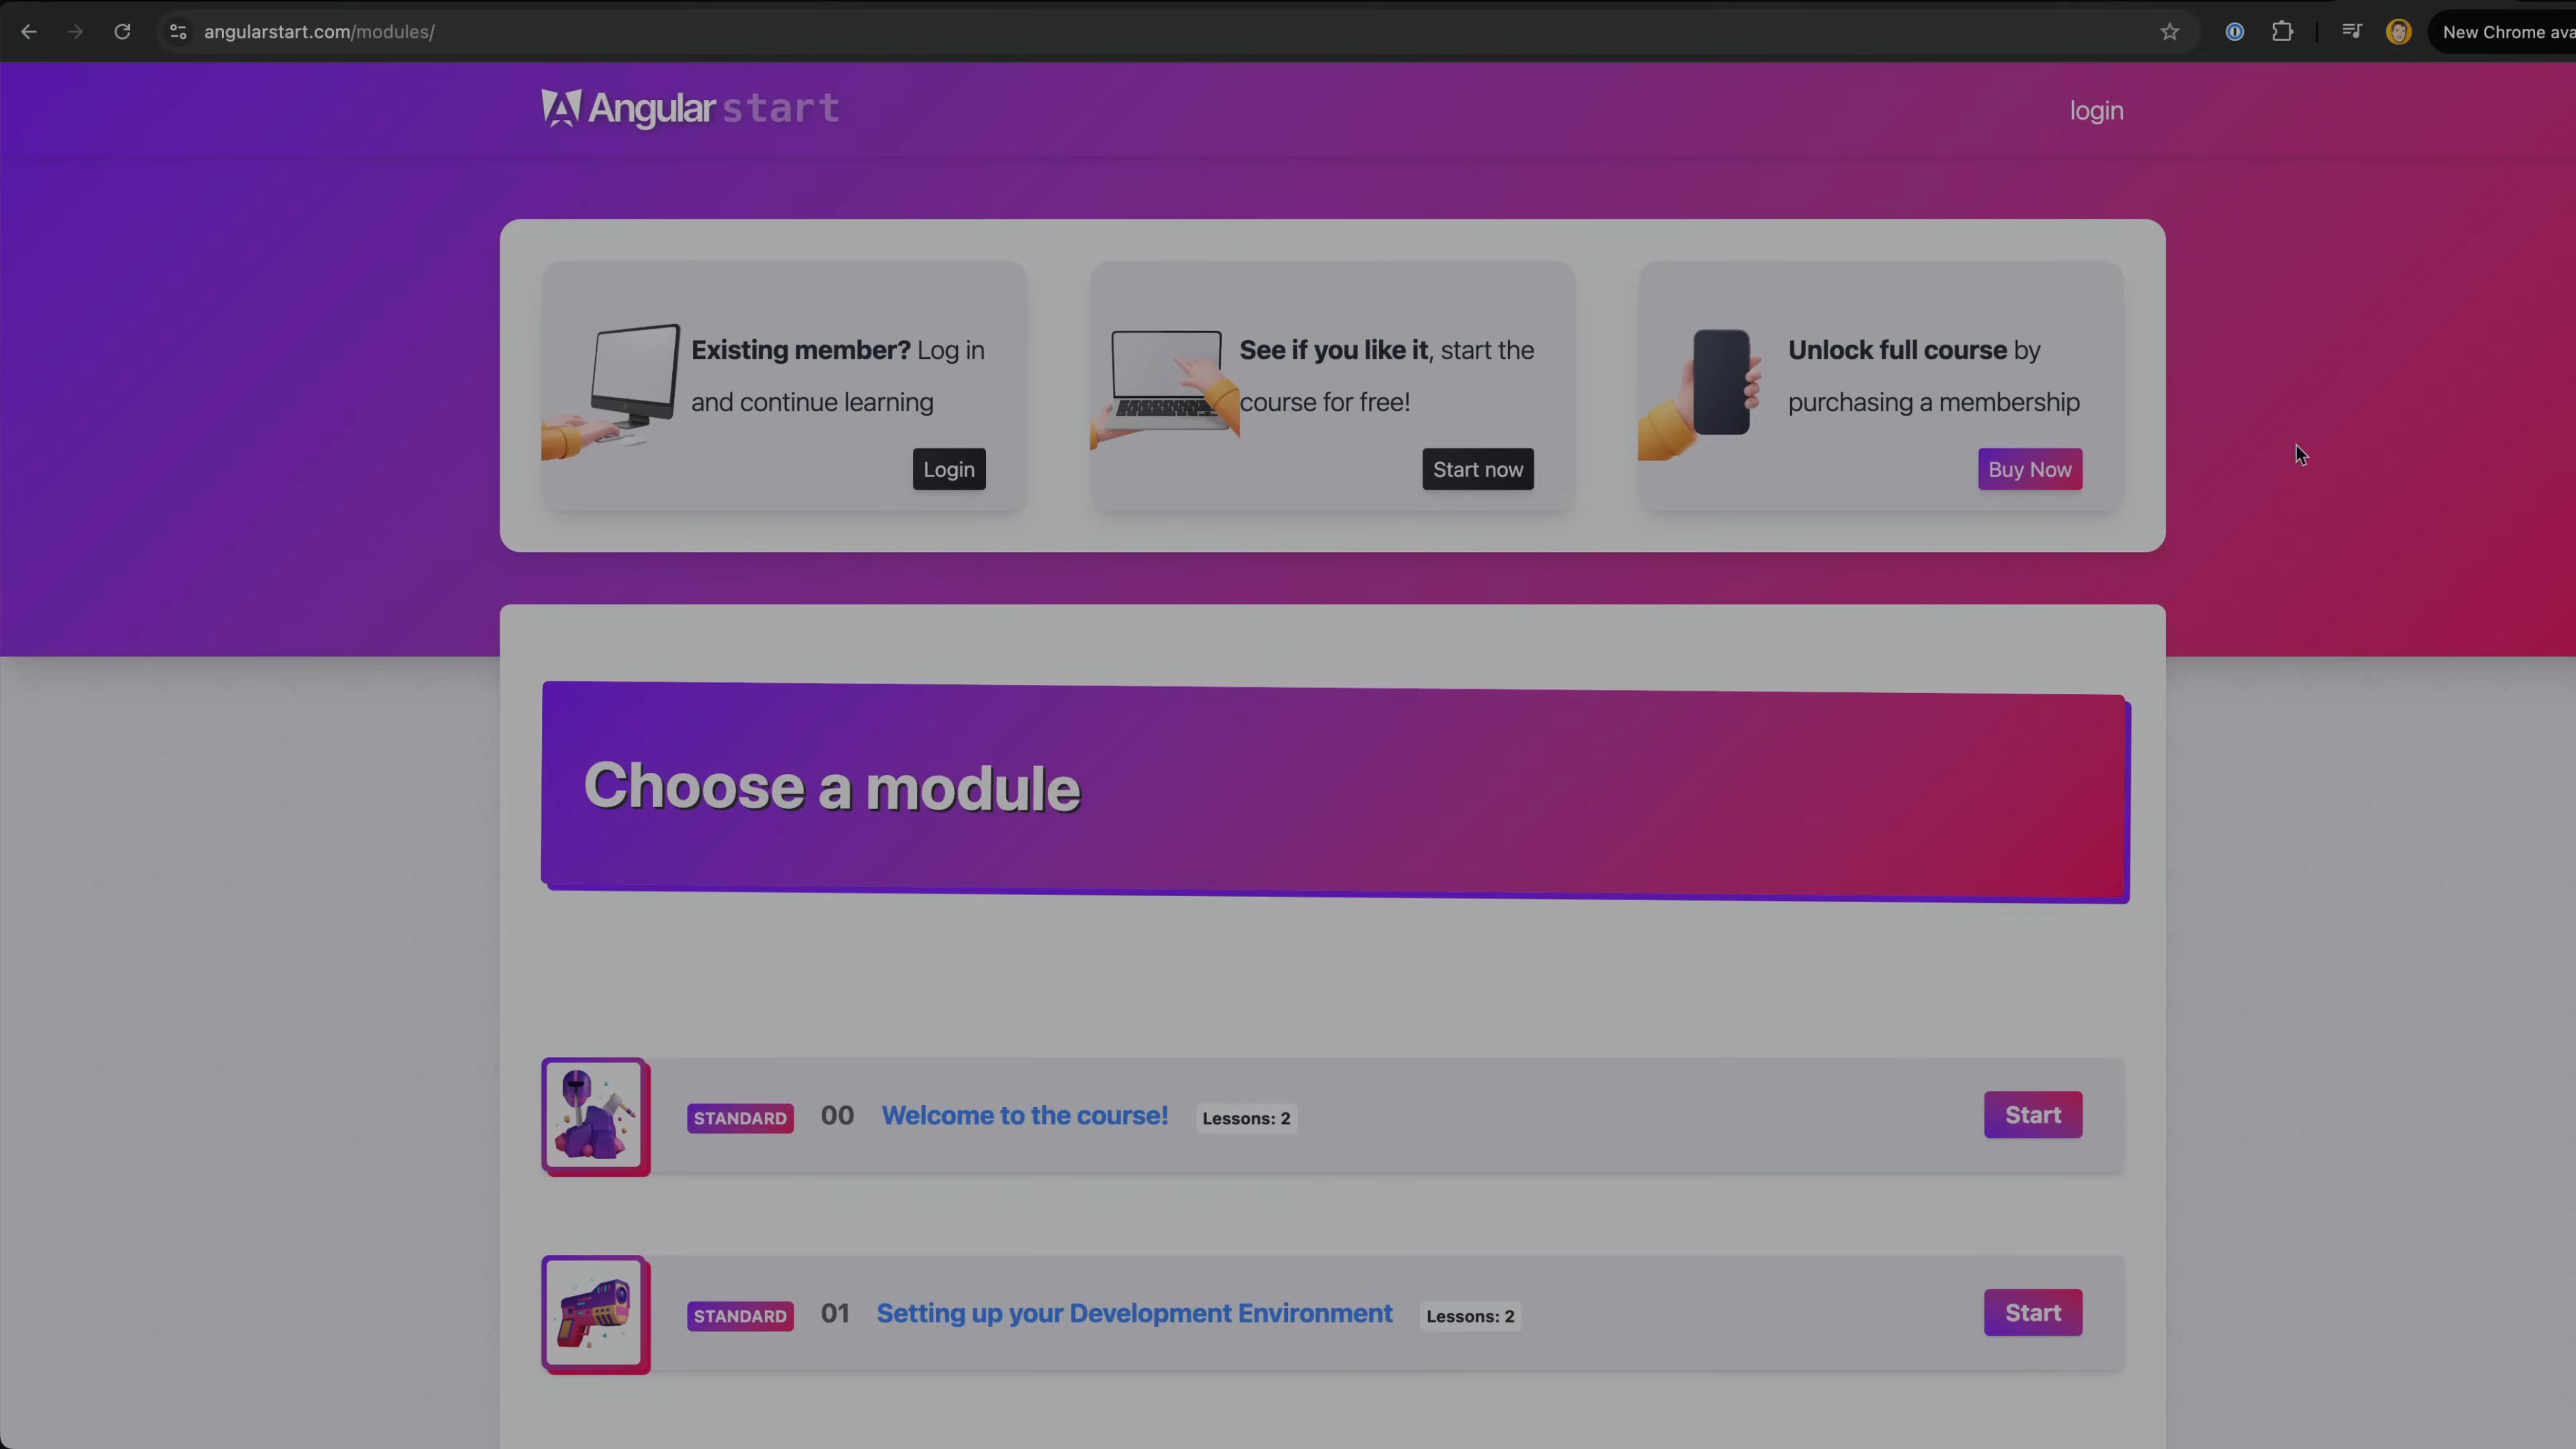 angularstart.com/modules/
New Chrome ava
Angular start
login
Existing member? Log in
and continue learning
Login
See if you like it, start the
course for free!
Start now
Unlock full course by
purchasing a membership
Buy Now
Choose a module
STANDARD 00 Welcome to the course! Lessons: 2 Start
STANDARD 01 Setting up your Development Environment Lessons: 2 Start